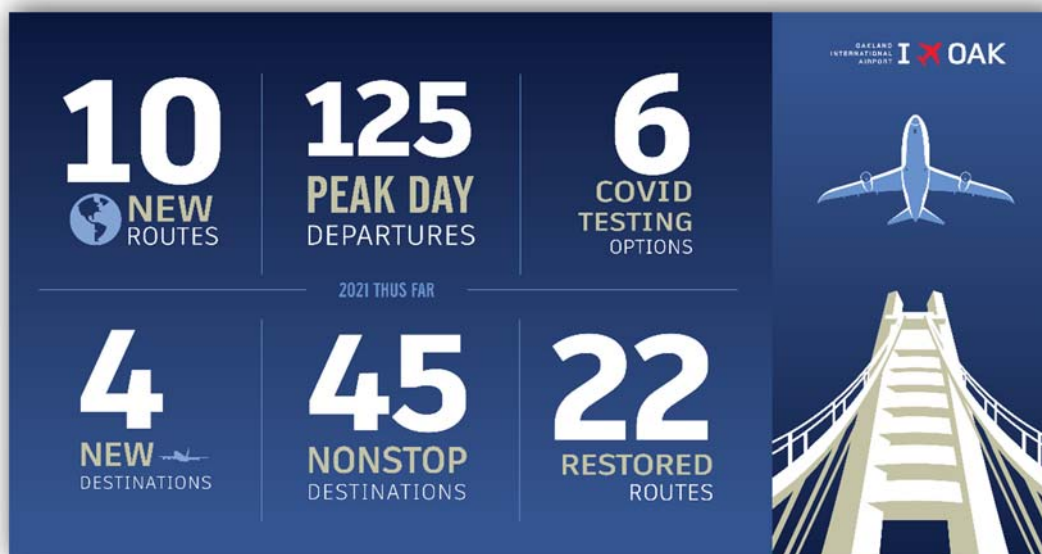 10
NEW
ROUTES
125
PEAK DAY
DEPARTURES
6
COVID
TESTING
OPTIONS
2021 THUS FAR
4
NEW
DESTINATIONS
45
NONSTOP
DESTINATIONS
22
RESTORED
ROUTES
OAKLAND
INTERNATIONAL
AIRPORT
I OAK